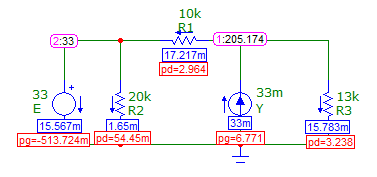 10k
R1
2:33
1:205.174
17.217m
pd=2.964
33
E
20k
R2
33m
Y
13k
R3
15.567m
1.65m
33m
15.783m
pg=-513.724m
pd=54.45m
pg=6.771
pd=3.238